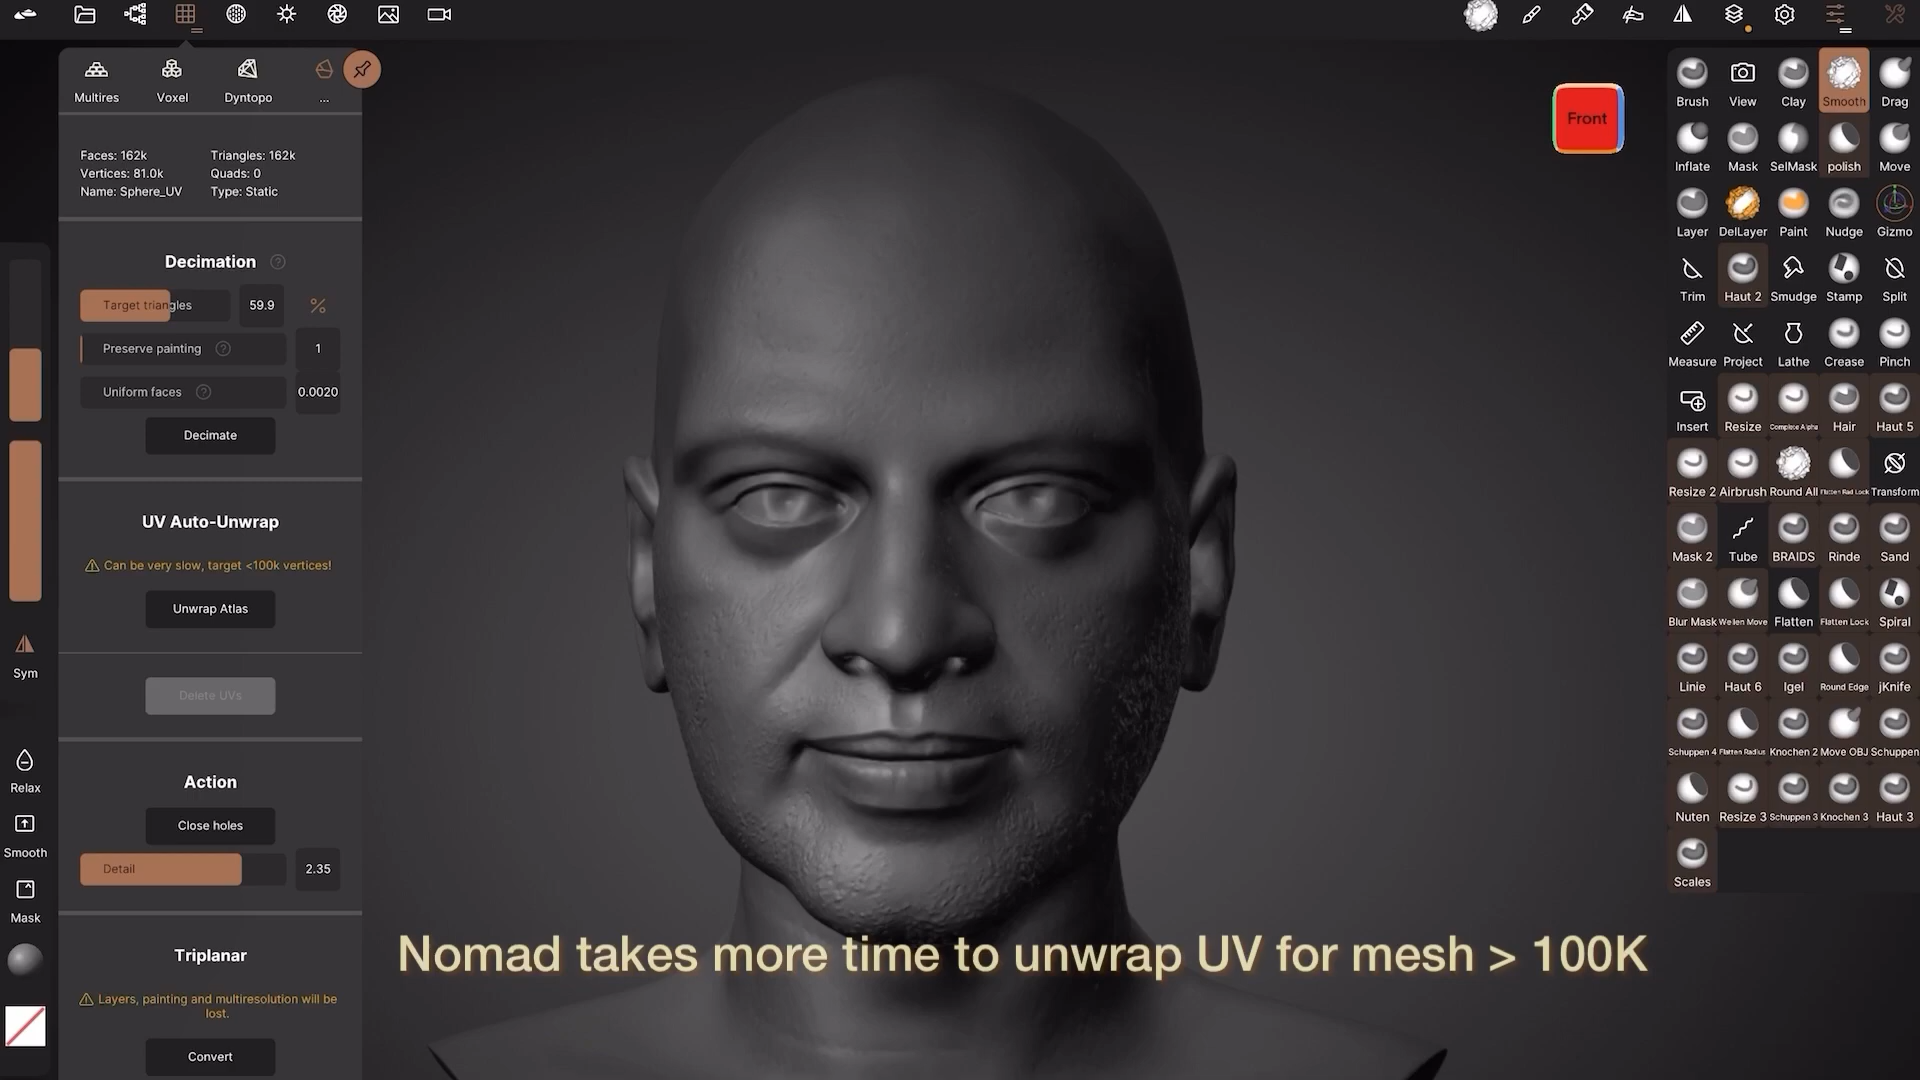 Multires
Voxel
Dyntopo
...
Faces: 162k
Triangles: 162k
Vertices: 81.0k
Quads: 0
Name: Sphere_UV
Type: Static
Decimation ?
Target triangles 59.9 %
Preserve painting ? 1
Uniform faces ? 0.0020
Decimate
UV Auto-Unwrap
Can be very slow, target <100k vertices!
Unwrap Atlas
Delete UVs
Action
Close holes
Detail 2.35
Triplanar
Layers, painting and multiresolution will be
lost.
Convert
Sym
Relax
Smooth
Mask
Front
Nomad takes more time to unwrap UV for mesh > 100K
Brush View Clay Smooth Drag
Inflate Mask SelMask polish Move
Layer DelLayer Paint Nudge Gizmo
Trim Haut 2 Smudge Stamp Split
Measure Project Lathe Crease Pinch
Insert Resize Complete Alpha Hair Haut 5
Resize 2 Airbrush Round All Flatten Rad Lock Transform
Mask 2 Tube BRAIDS Rinde Sand
Blur Mask Wellen Move Flatten Flatten Lock Spiral
Linie Haut 6 Igel Round Edge jKnife
Schuppen 4 Flatten Radius Knochen 2 Move OBJ Schuppen
Nuten Resize 3 Schuppen 3 Knochen 3 Haut 3
Scales